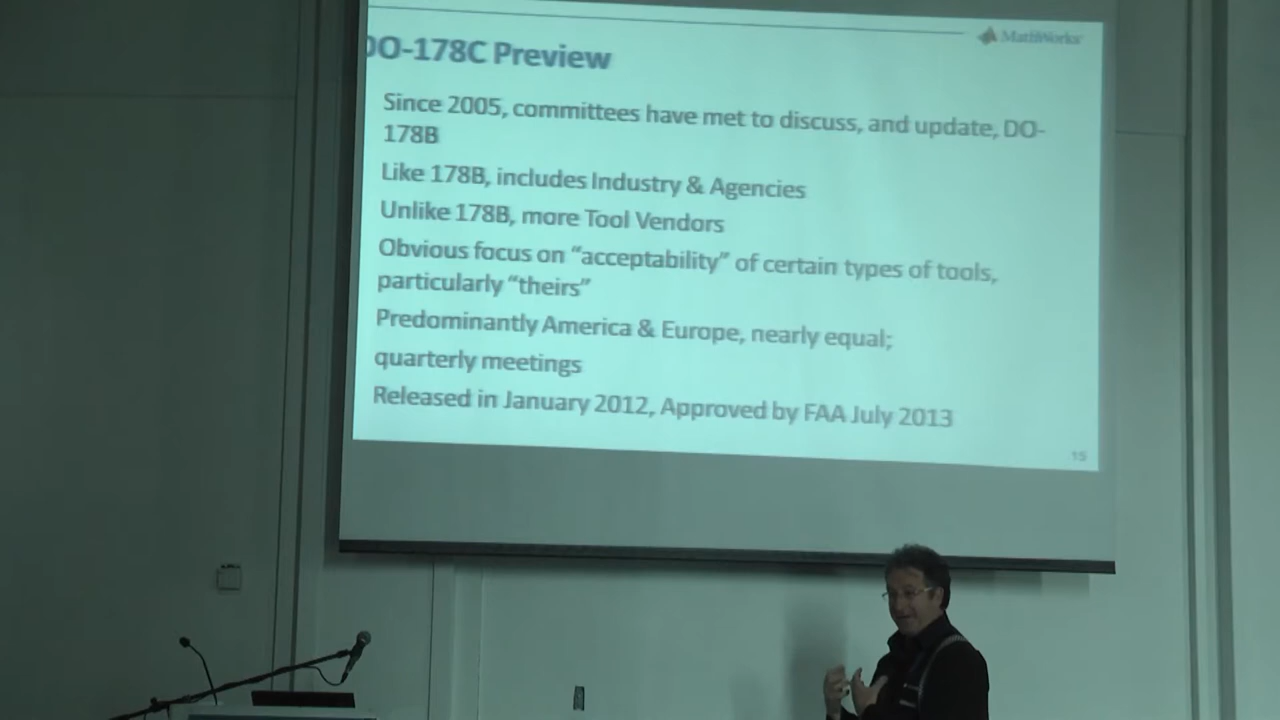 MathWorks
DO-178C Preview
Since 2005, committees have met to discuss, and update, DO-
178B
Like 178B, includes Industry & Agencies
Unlike 178B, more Tool Vendors
Obvious focus on “acceptability” of certain types of tools,
particularly “theirs”
Predominantly America & Europe, nearly equal;
quarterly meetings
Released in January 2012, Approved by FAA July 2013
15